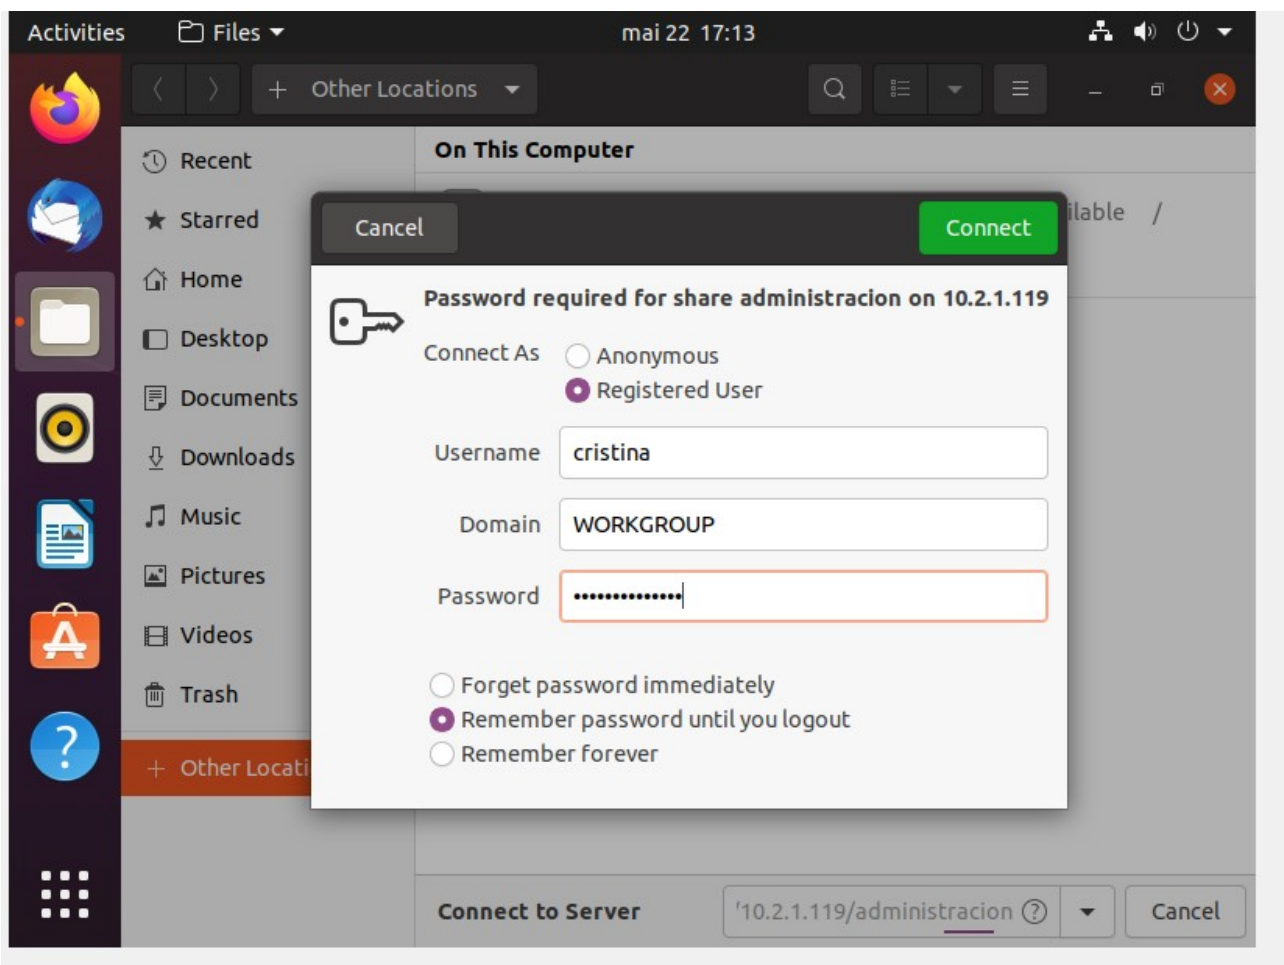 Activities Files mai 22 17:13
+ Other Locations
On This Computer
Recent
Starred
Home
Desktop
Documents
Downloads
Music
Pictures
Videos
Trash
+ Other Locati
ilable /
Cancel Connect
Password required for share administracion on 10.2.1.119
Connect As Anonymous
Registered User
Username cristina
Domain WORKGROUP
Password ••••••••••••••
Forget password immediately
Remember password until you logout
Remember forever
Connect to Server /10.2.1.119/administracion ? Cancel